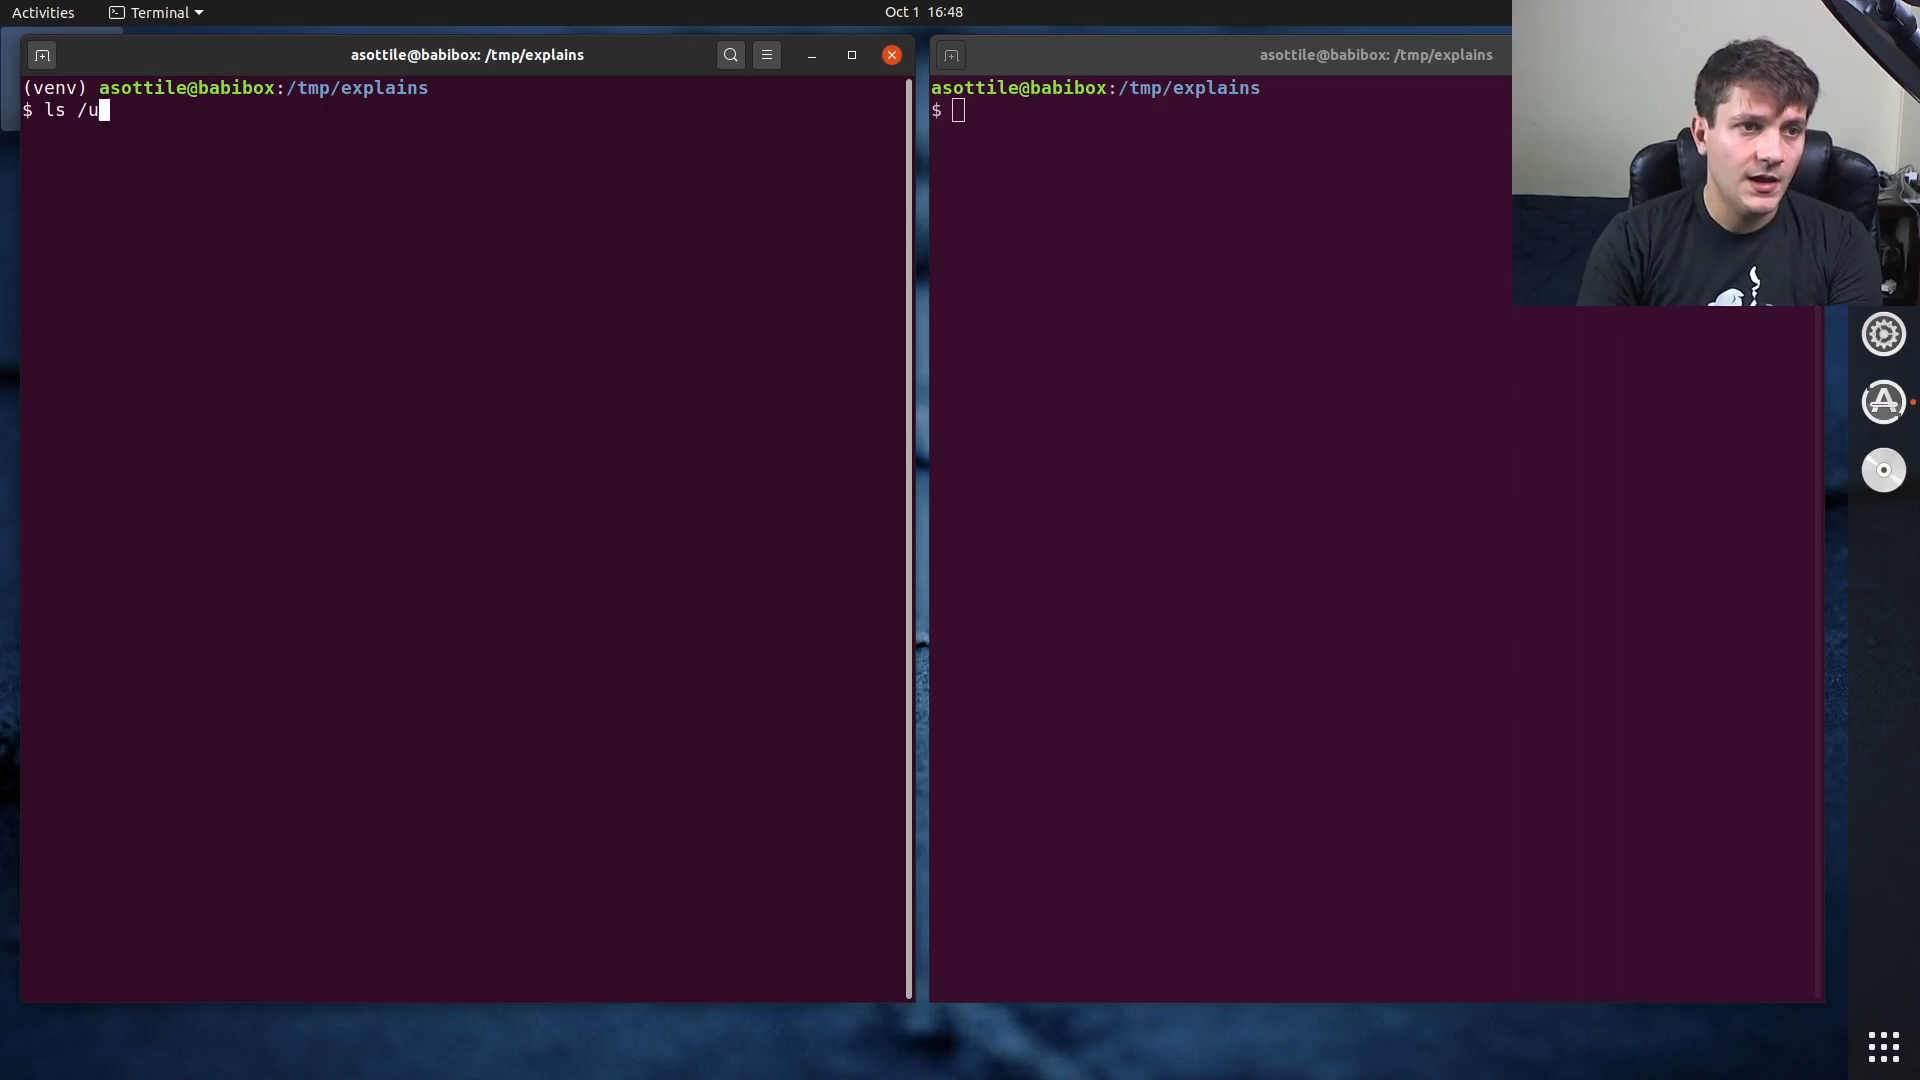 Activities
Terminal
Oct 1 16:48
asottile@babibox: /tmp/explains
(venv) asottile@babibox:/tmp/explains
$ ls /u
asottile@babibox: /tmp/explains
asottile@babibox:/tmp/explains
$